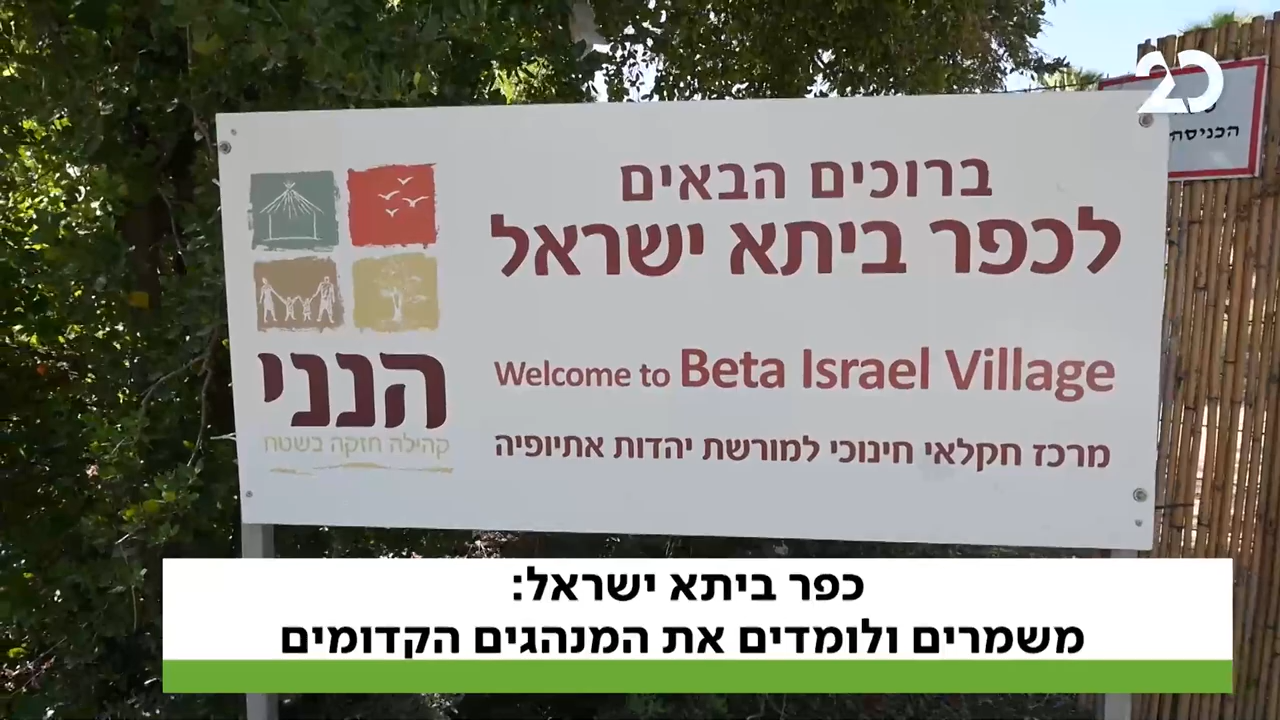 20
הכניסה
ברוכים הבאים
לכפר ביתא ישראל
Welcome to Beta Israel Village
מרכז חקלאי חינוכי למורשת יהדות אתיופיה
הנני
קהילה חזקה בשטח
כפר ביתא ישראל:
משמרים ולומדים את המנהגים הקדומים